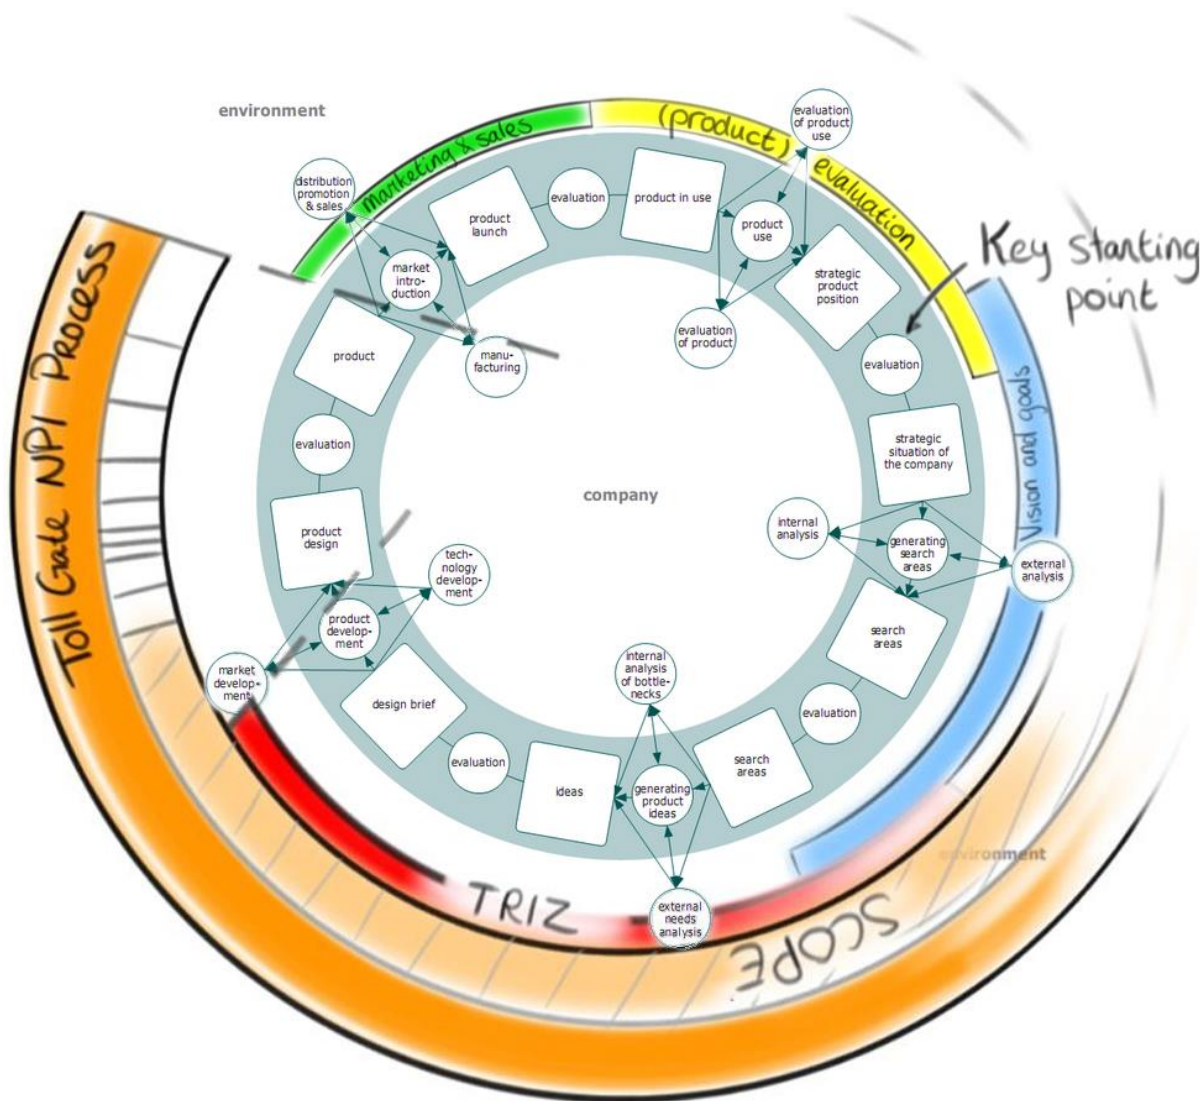 environment
(product)
evaluation
of product
use
marketing & sales
evaluation
distribution
promotion
& sales
product
launch
evaluation
product in use
product
use
Key starting
point
market
intro-
duction
strategic
product
position
Toll Gate NPI Process
product
manu-
facturing
evaluation
of product
evaluation
Vision and goals
evaluation
strategic
situation of
the company
company
product
design
internal
analysis
generating
search
areas
external
analysis
tech-
nology
develop-
ment
product
develop-
ment
search
areas
market
develop-
ment
internal
analysis
of bottle-
necks
design brief
evaluation
evaluation
ideas
generating
product
ideas
search
areas
environment
TRIZ
external
needs
analysis
SCOPE